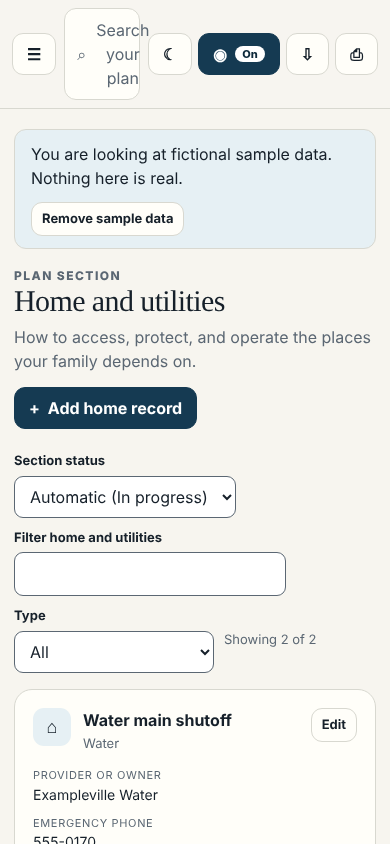 Search
your
plan
On
You are looking at fictional sample data.
Nothing here is real.
Remove sample data
PLAN SECTION
Home and utilities
How to access, protect, and operate the places
your family depends on.
+ Add home record
Section status
Automatic (In progress)
Filter home and utilities
Type
All
Showing 2 of 2
Water main shutoff
Edit
Water
PROVIDER OR OWNER
Exampleville Water
EMERGENCY PHONE
555-0170